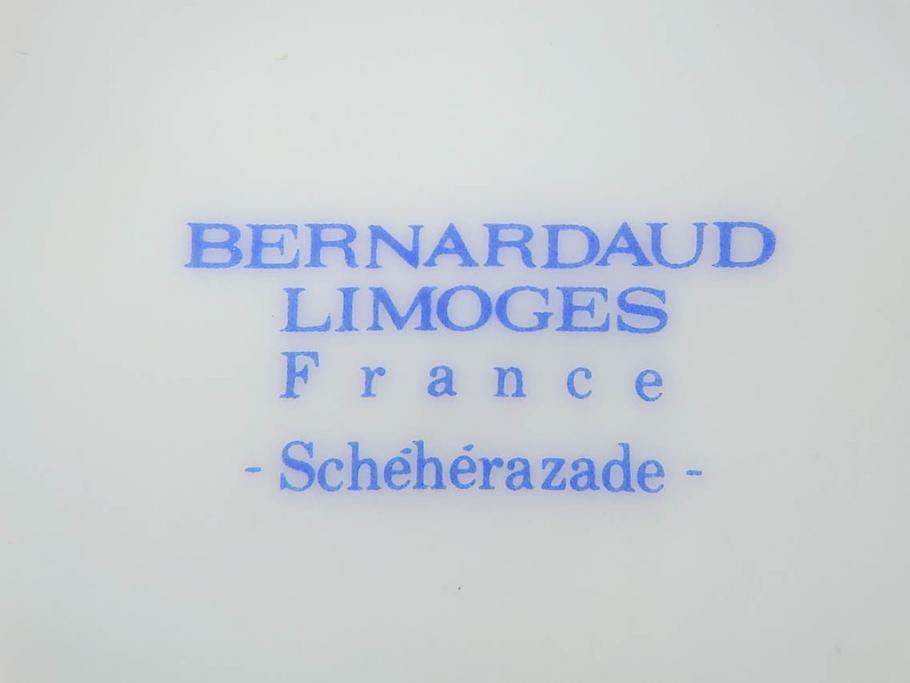 BERNARDAUD
LIMOGES
France
- Schéhérazade -